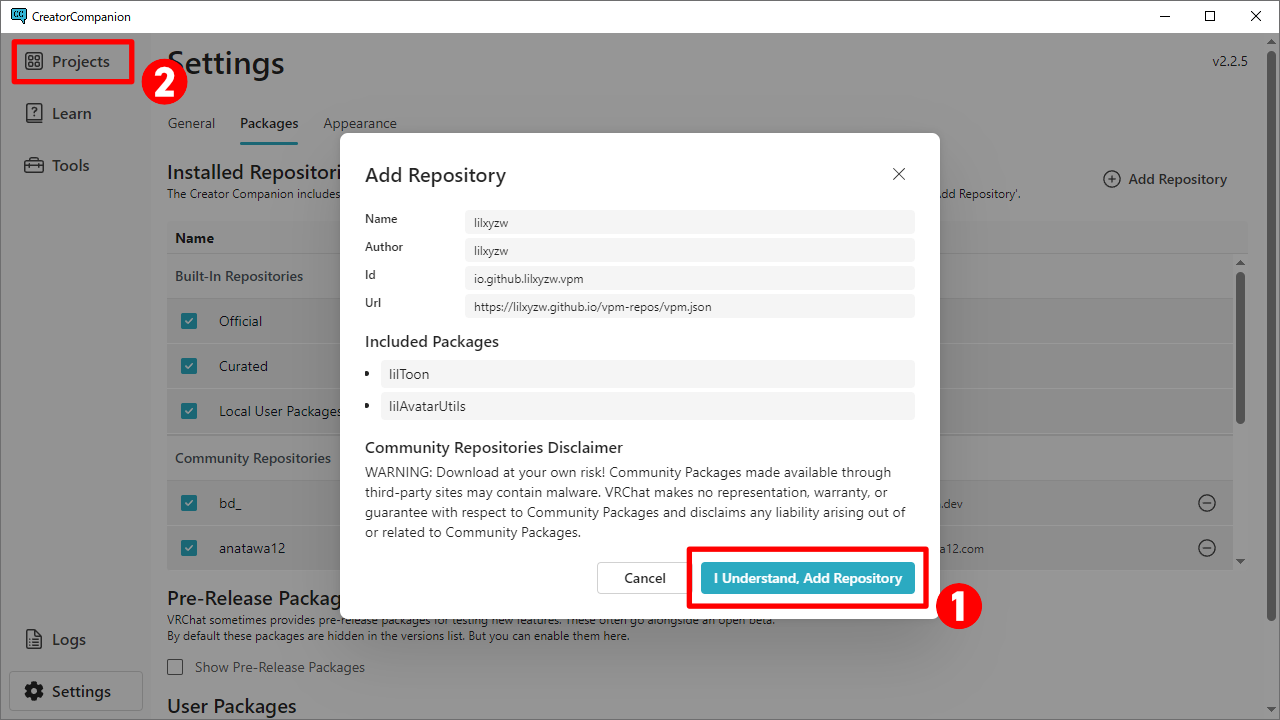 CreatorCompanion
Projects
2
Learn
Tools
Logs
Settings
Settings
v2.2.5
General Packages Appearance
Installed Repositori
The Creator Companion includes
dd Repository'.
Add Repository
Name
Built-In Repositories
Official
Curated
Local User Packages
Community Repositories
bd_
.dev
anatawa12
a12.com
Pre-Release Packag
VRChat sometimes provides pre-release packages for testing new features. These often go alongside an open beta.
By default these packages are hidden in the versions list. But you can enable them here.
Show Pre-Release Packages
User Packages
Add Repository
Name lilxyzw
Author lilxyzw
Id io.github.lilxyzw.vpm
Url https://lilxyzw.github.io/vpm-repos/vpm.json
Included Packages
• lilToon
• lilAvatarUtils
Community Repositories Disclaimer
WARNING: Download at your own risk! Community Packages made available through
third-party sites may contain malware. VRChat makes no representation, warranty, or
guarantee with respect to Community Packages and disclaims any liability arising out of
or related to Community Packages.
Cancel
I Understand, Add Repository
1